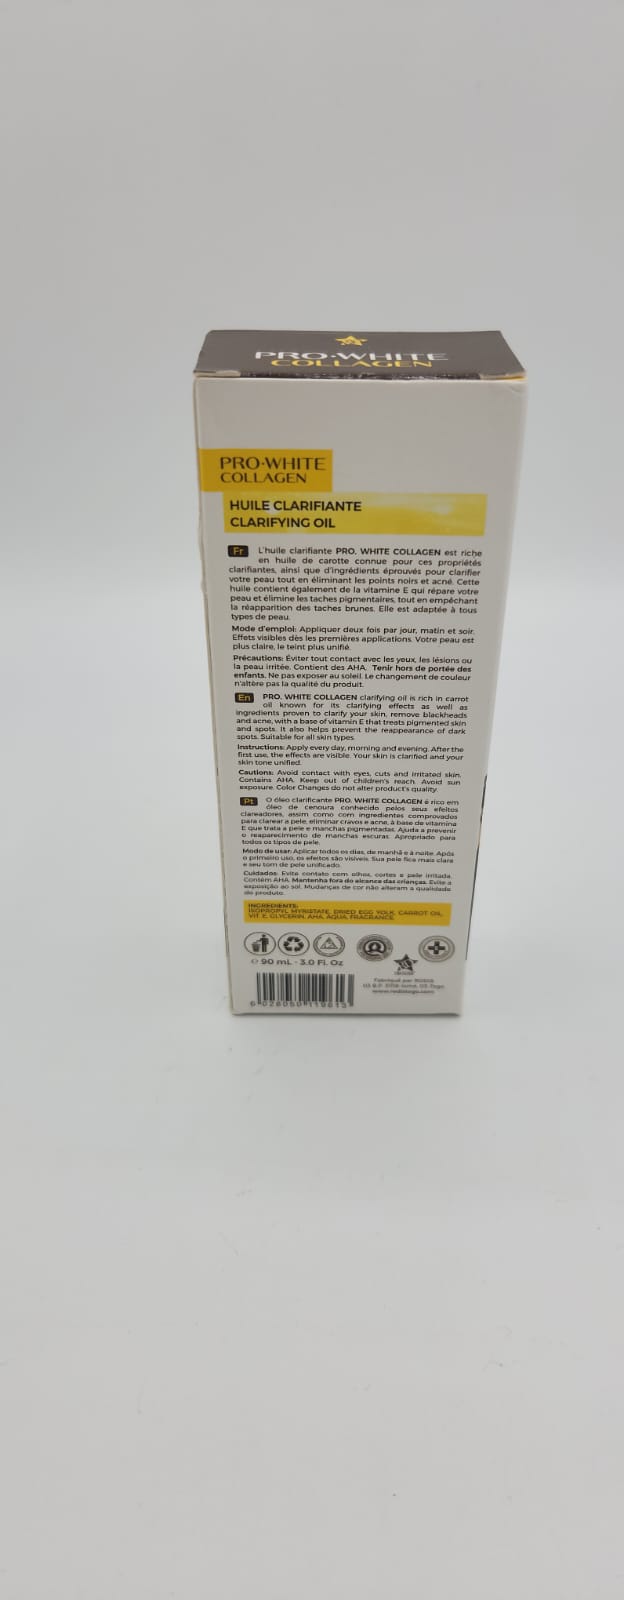 PRO·WHITE
COLLAGEN
PRO·WHITE
COLLAGEN
HUILE CLARIFIANTE
CLARIFYING OIL
Fr L'huile clarifiante PRO. WHITE COLLAGEN est riche
en huile de carotte connue pour ces propriétés
clarifiantes, ainsi que d'ingrédients éprouvés pour clarifier
votre peau tout en éliminant les points noirs et acné. Cette
huile contient également de la vitamine E qui répare votre
peau et élimine les taches pigmentaires, tout en empêchant
la réapparition des taches brunes. Elle est adaptée à tous
types de peau.
Mode d'emploi: Appliquer deux fois par jour, matin et soir.
Effets visibles dès les premières applications. Votre peau est
plus claire, le teint plus unifié.
Précautions: Éviter tout contact avec les yeux, les lésions ou
la peau irritée. Contient des AHA. Tenir hors de portée des
enfants. Ne pas exposer au soleil. Le changement de couleur
n'altère pas la qualité du produit.
En PRO. WHITE COLLAGEN clarifying oil is rich in carrot
oil known for its clarifying effects as well as
ingredients proven to clarify your skin, remove blackheads
and acne, with a base of vitamin E that treats pigmented skin
and spots. It also helps prevent the reappearance of dark
spots. Suitable for all skin types.
Instructions: Apply every day, morning and evening. After the
first use, the effects are visible. Your skin is clarified and your
skin tone unified.
Cautions: Avoid contact with eyes, cuts and irritated skin.
Contains AHA. Keep out of children's reach. Avoid sun
exposure. Color Changes do not alter product's quality.
Pt O óleo clarificante PRO. WHITE COLLAGEN é rico em
óleo de cenoura conhecido pelos seus efeitos
clareadores, assim como com ingredientes comprovados
para clarear a pele, eliminar cravos e acne, à base de vitamina
E que trata a pele e manchas pigmentadas. Ajuda a prevenir
o reaparecimento de manchas escuras. Apropriado para
todos os tipos de pele.
Modo de usar: Aplicar todos os dias, de manhã e à noite. Após
o primeiro uso, os efeitos são visíveis. Sua pele fica mais clara
e seu tom de pele unificado.
Cuidados: Evite contato com olhos, cortes e pele irritada.
Contém AHA. Mantenha fora do alcance das crianças. Evite a
exposição ao sol. Mudanças de cor não alteram a qualidade
do produto.
INGREDIENTS:
ISOPROPYL MYRISTATE, DRIED EGG YOLK, CARROT OIL,
VIT E, GLYCERIN, AHA, AQUA, FRAGRANCE
℮ 90 mL - 3.0 Fl. Oz
Fabriqué par
www.rodistogo.com